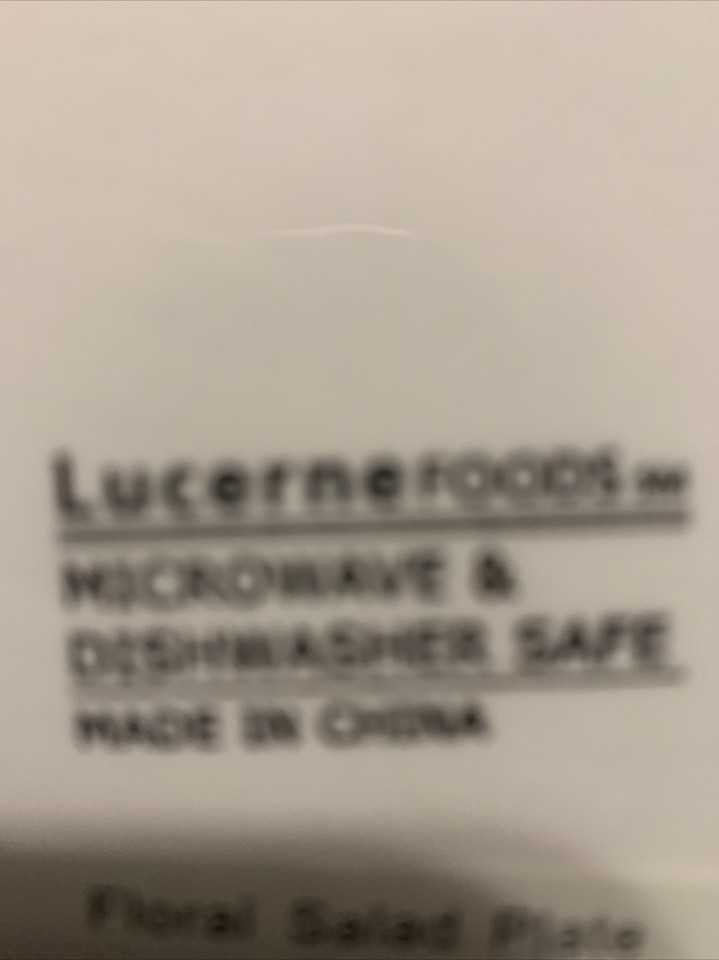 Lucerne FOODS
MICROWAVE &
DISHWASHER SAFE
MADE IN CHINA
Floral Salad Plate